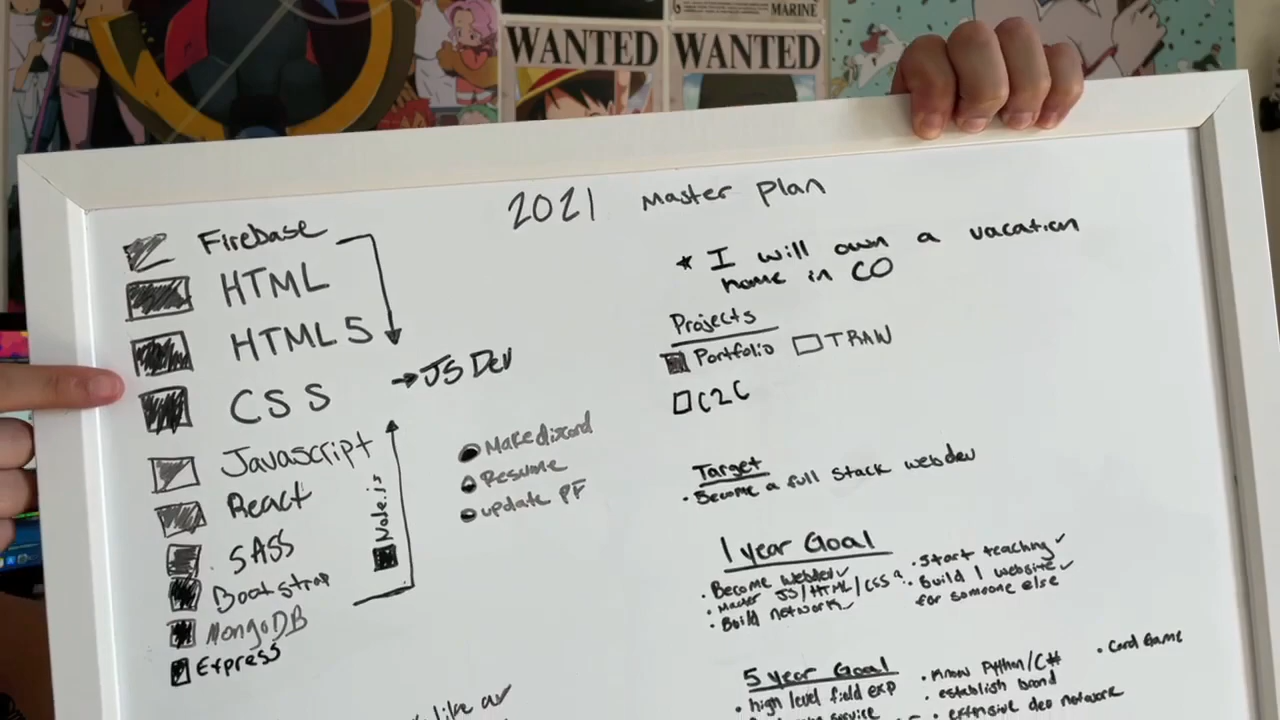 MARINE
WANTED
WANTED
2021 Master Plan
Firebase
HTML
HTML5
CSS
Javascript
React
SASS
Bootstrap
MongoDB
Express
Node.js
→JS Dev
Make discord
Resume
update PF
* I will own a vacation
home in CO
Projects
Portfolio
TRAW
C2C
Target
• Become a full stack webdev
1 year Goal
• Become webdev ✓
• Master JS/HTML/CSS
• Build network ✓
• Start teaching ✓
• Build 1 website ✓
for someone else
5 year Goal
• high level field exp
service
• Know Python/C#
• establish brand
• extensive dev network
• Card Game
like a